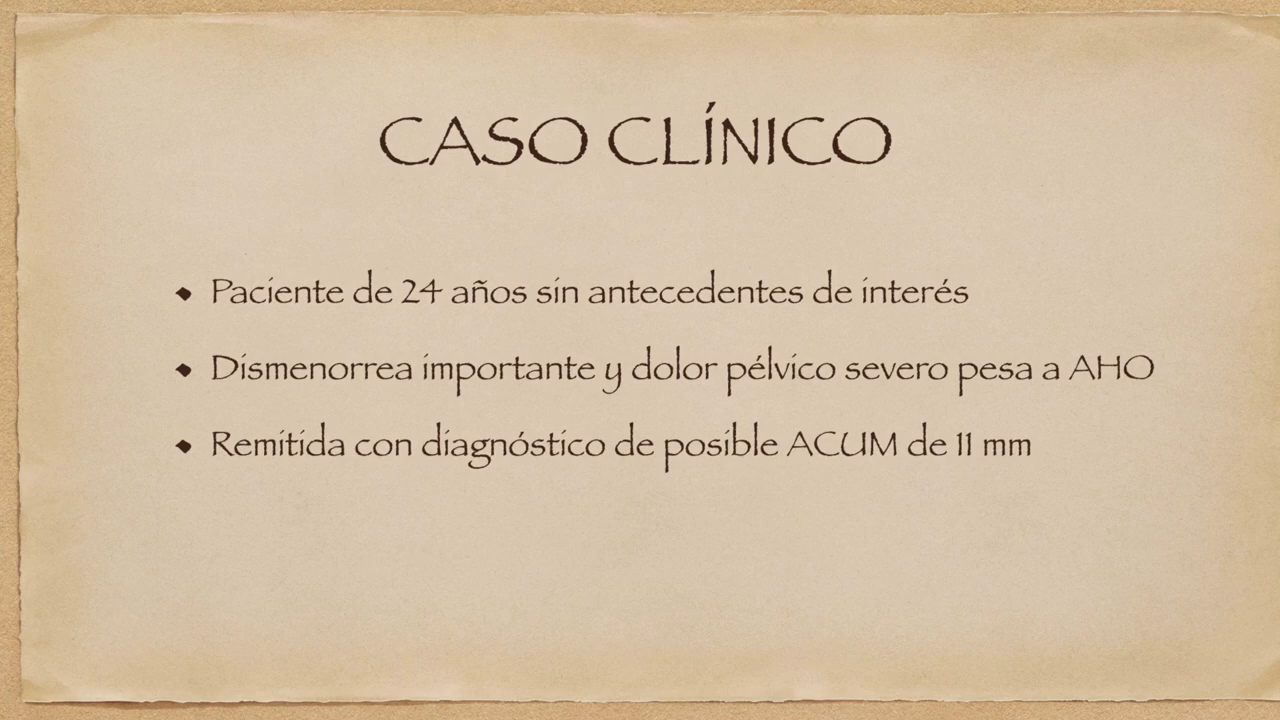 CASO CLÍNICO
• Paciente de 24 años sin antecedentes de interés
• Dismenorrea importante y dolor pélvico severo pesa a AHO
• Remitida con diagnóstico de posible ACUM de 11 mm